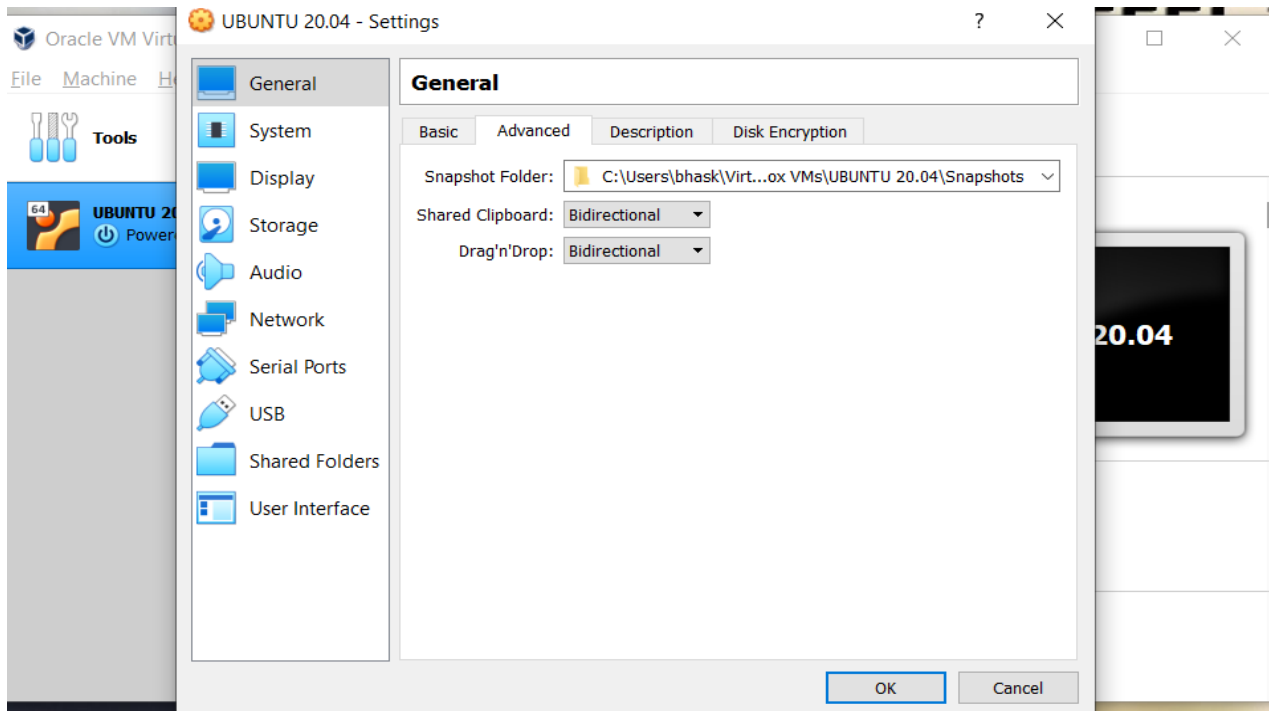 UBUNTU 20.04 - Settings
?
Oracle VM Virt
File Machine He
Tools
64
UBUNTU 20
Power
General
System
Display
Storage
Audio
Network
Serial Ports
USB
Shared Folders
User Interface
General
Basic Advanced Description Disk Encryption
Snapshot Folder: C:\Users\bhask\Virt...ox VMs\UBUNTU 20.04\Snapshots
Shared Clipboard: Bidirectional
Drag'n'Drop: Bidirectional
20.04
OK Cancel